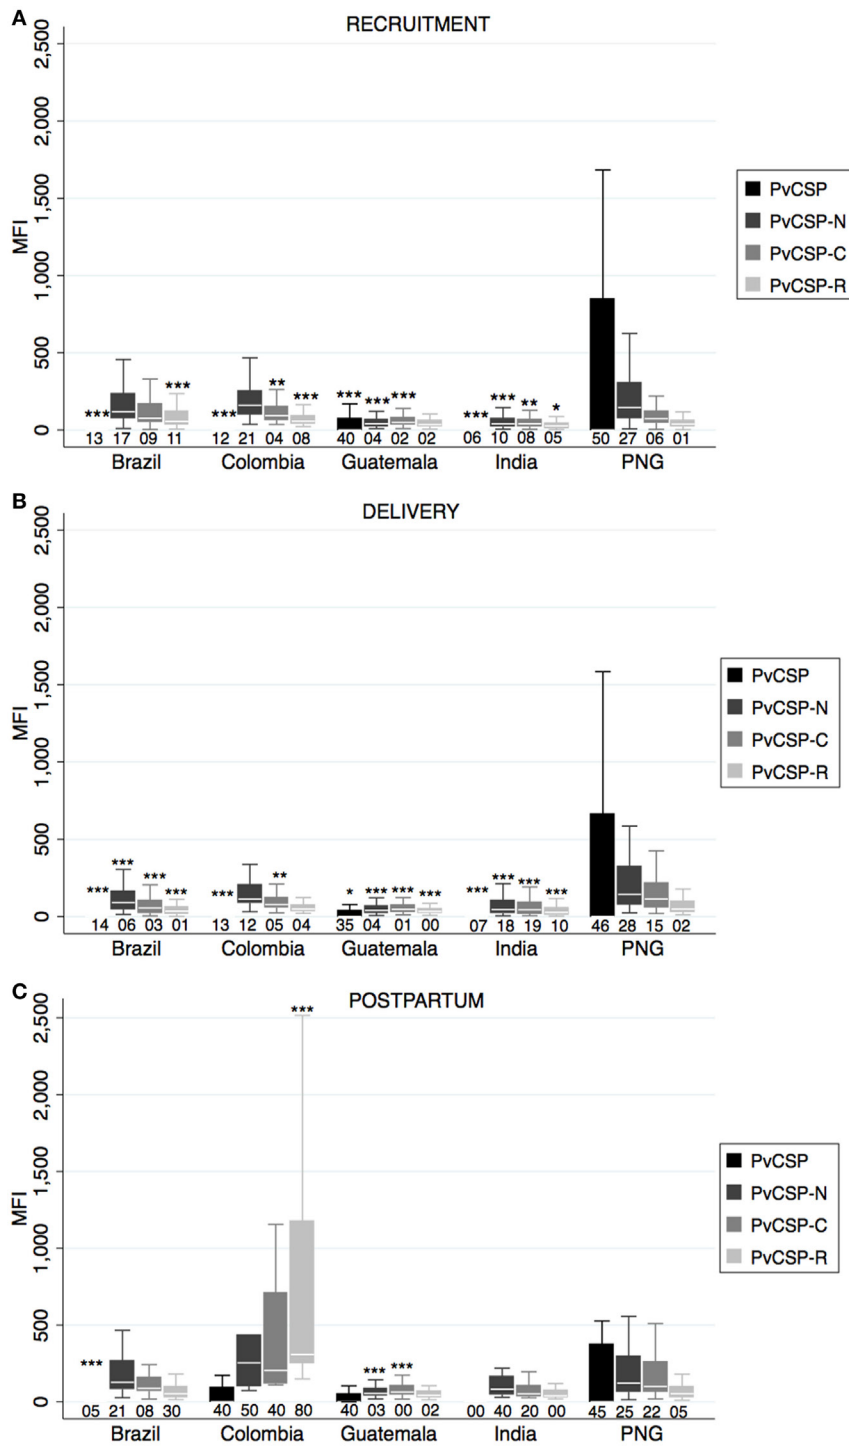 A
RECRUITMENT
2,500
2,000
1,500
1,000
500
0
MFI
PvCSP
PvCSP-N
PvCSP-C
PvCSP-R
*** *** ** *** *** *** *** *** *** ** *
13 17 09 11 12 21 04 08 40 04 02 02 06 10 08 05 50 27 06 01
Brazil Colombia Guatemala India PNG
B
DELIVERY
2,500
2,000
1,500
1,000
500
0
MFI
PvCSP
PvCSP-N
PvCSP-C
PvCSP-R
*** *** *** *** *** ** * *** *** *** *** *** *** ***
14 06 03 01 13 12 05 04 35 04 01 00 07 18 19 10 46 28 15 02
Brazil Colombia Guatemala India PNG
C
POSTPARTUM
2,500
2,000
1,500
1,000
500
0
MFI
PvCSP
PvCSP-N
PvCSP-C
PvCSP-R
*** *** *** ***
05 21 08 30 40 50 40 80 40 03 00 02 00 40 20 00 45 25 22 05
Brazil Colombia Guatemala India PNG